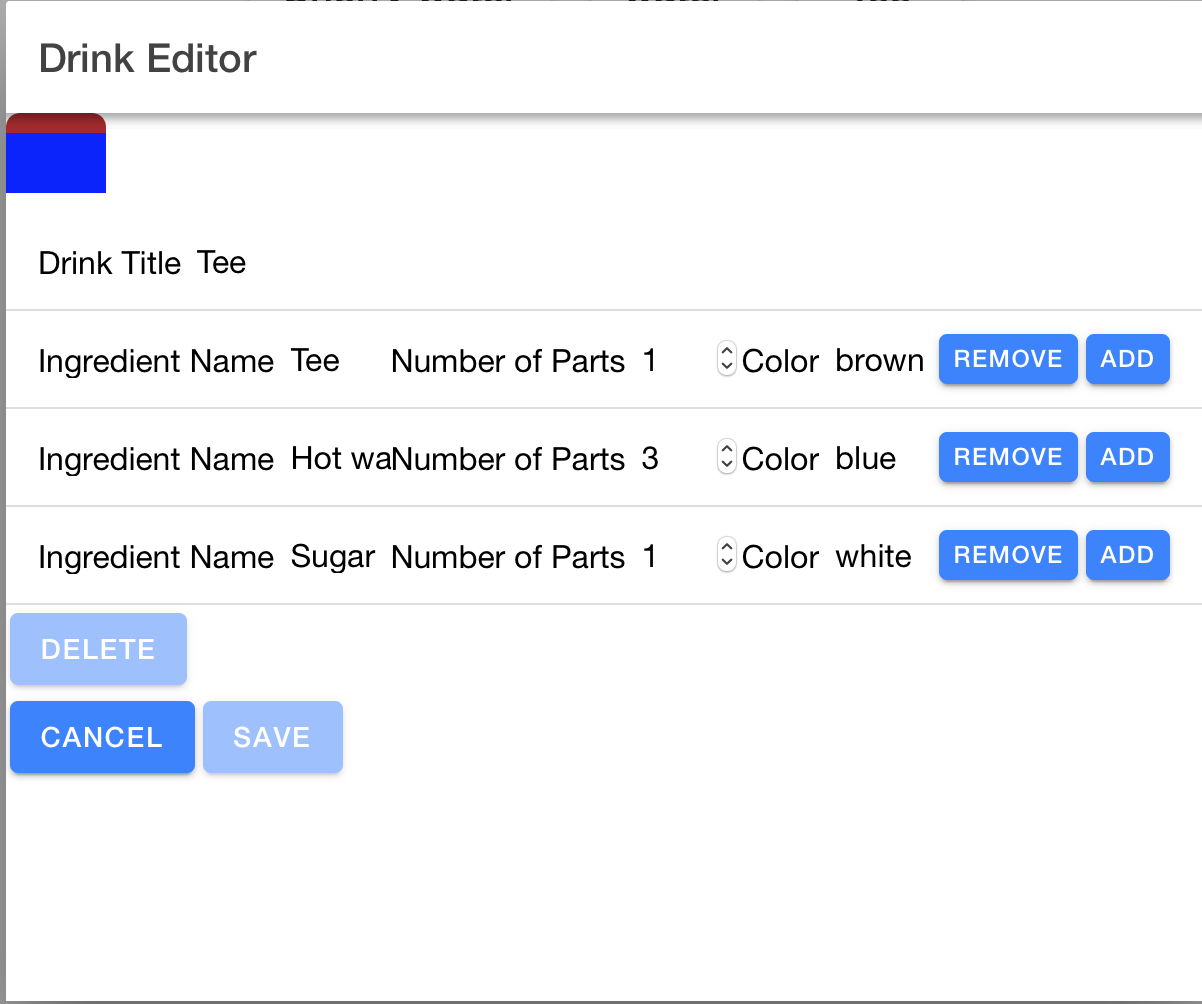 Drink Editor
Drink Title Tee
Ingredient Name Tee Number of Parts 1 Color brown REMOVE ADD
Ingredient Name Hot wa Number of Parts 3 Color blue REMOVE ADD
Ingredient Name Sugar Number of Parts 1 Color white REMOVE ADD
DELETE
CANCEL SAVE